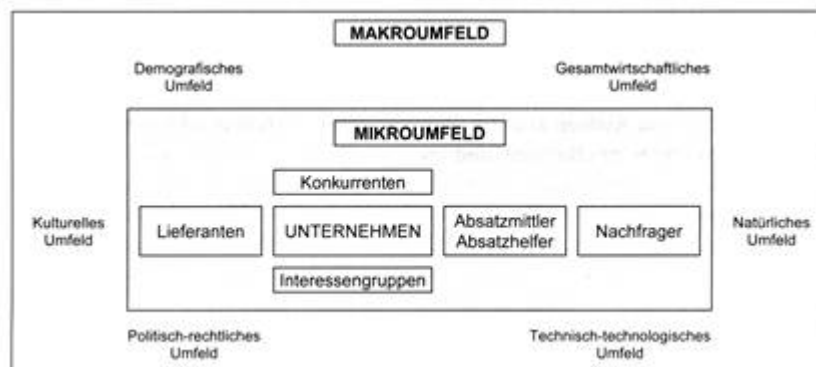 MAKROUMFELD
Demografisches
Umfeld
Gesamtwirtschaftliches
Umfeld
MIKROUMFELD
Konkurrenten
Kulturelles
Umfeld
Lieferanten
UNTERNEHMEN
Absatzmittler
Absatzhelfer
Nachfrager
Natürliches
Umfeld
Interessengruppen
Politisch-rechtliches
Umfeld
Technisch-technologisches
Umfeld